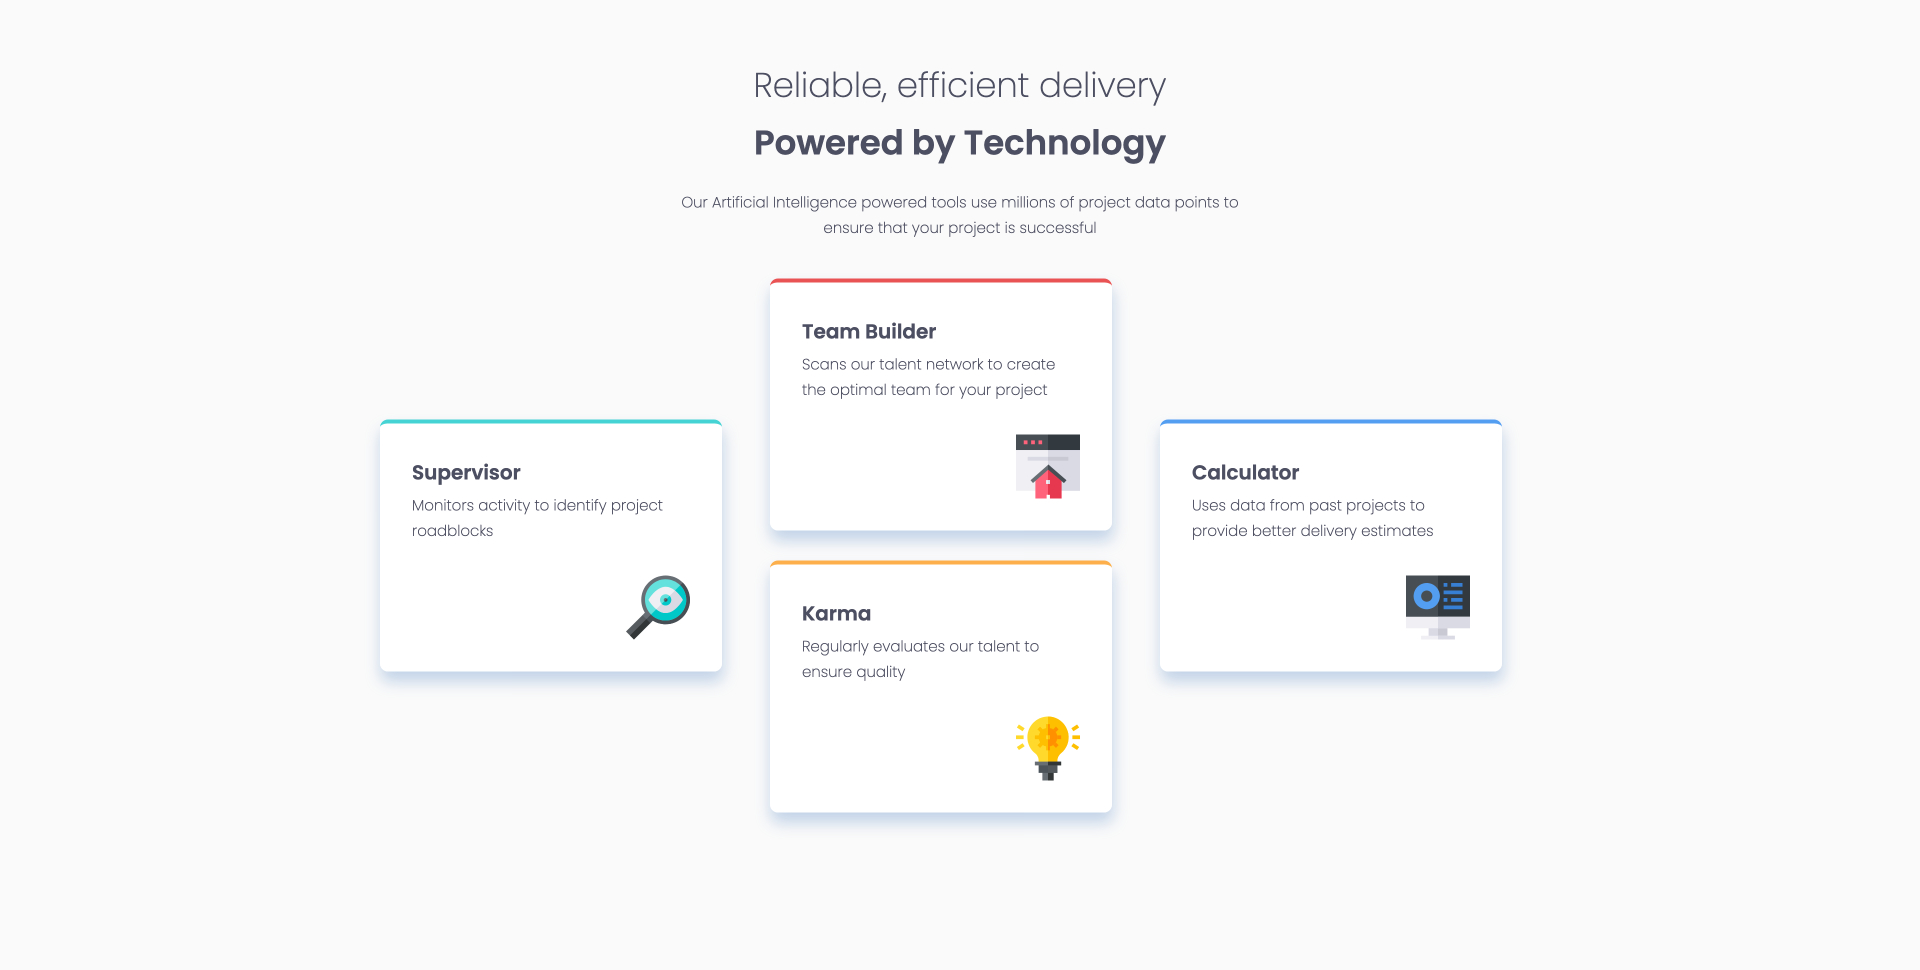 Reliable, efficient delivery
Powered by Technology
Our Artificial Intelligence powered tools use millions of project data points to
ensure that your project is successful
Supervisor
Monitors activity to identify project
roadblocks
Team Builder
Scans our talent network to create
the optimal team for your project
Karma
Regularly evaluates our talent to
ensure quality
Calculator
Uses data from past projects to
provide better delivery estimates